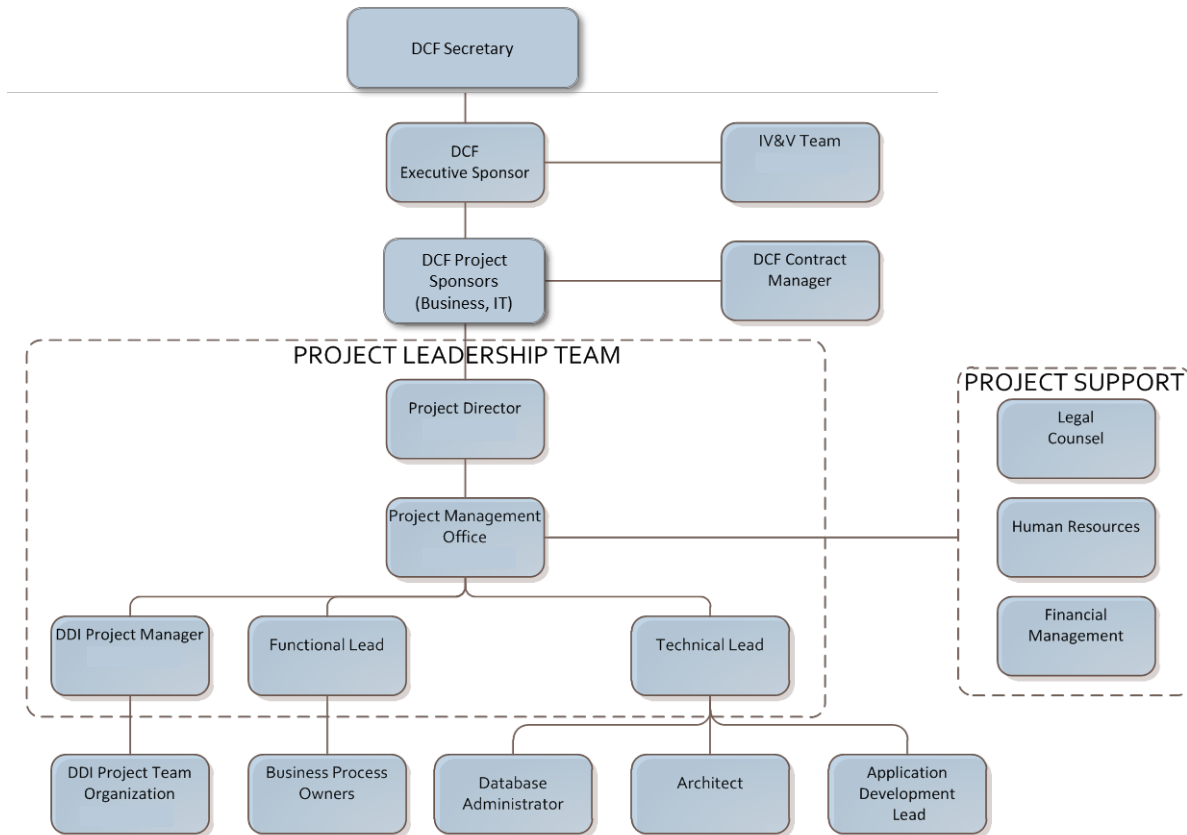 DCF Secretary
DCF
Executive Sponsor
IV&V Team
DCF Project
Sponsors
(Business, IT)
DCF Contract
Manager
PROJECT LEADERSHIP TEAM
Project Director
PROJECT SUPPORT
Legal
Counsel
Project Management
Office
Human Resources
Financial
Management
DDI Project Manager
Functional Lead
Technical Lead
DDI Project Team
Organization
Business Process
Owners
Database
Administrator
Architect
Application
Development
Lead